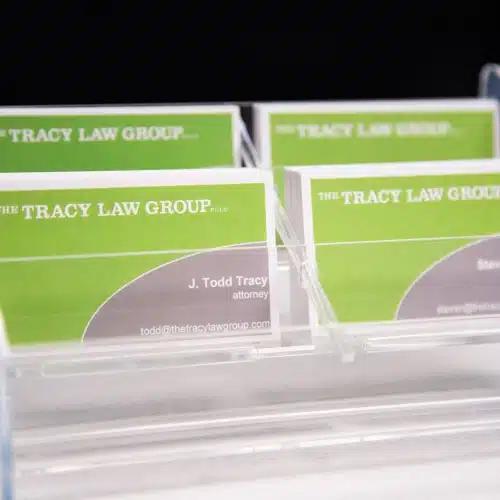 THE TRACY LAW GROUP
TRACY LAW GROUP
THE TRACY LAW GROUP PLLC
J. Todd Tracy
attorney
todd@thetracylawgroup.com
THE TRACY LAW GROUP